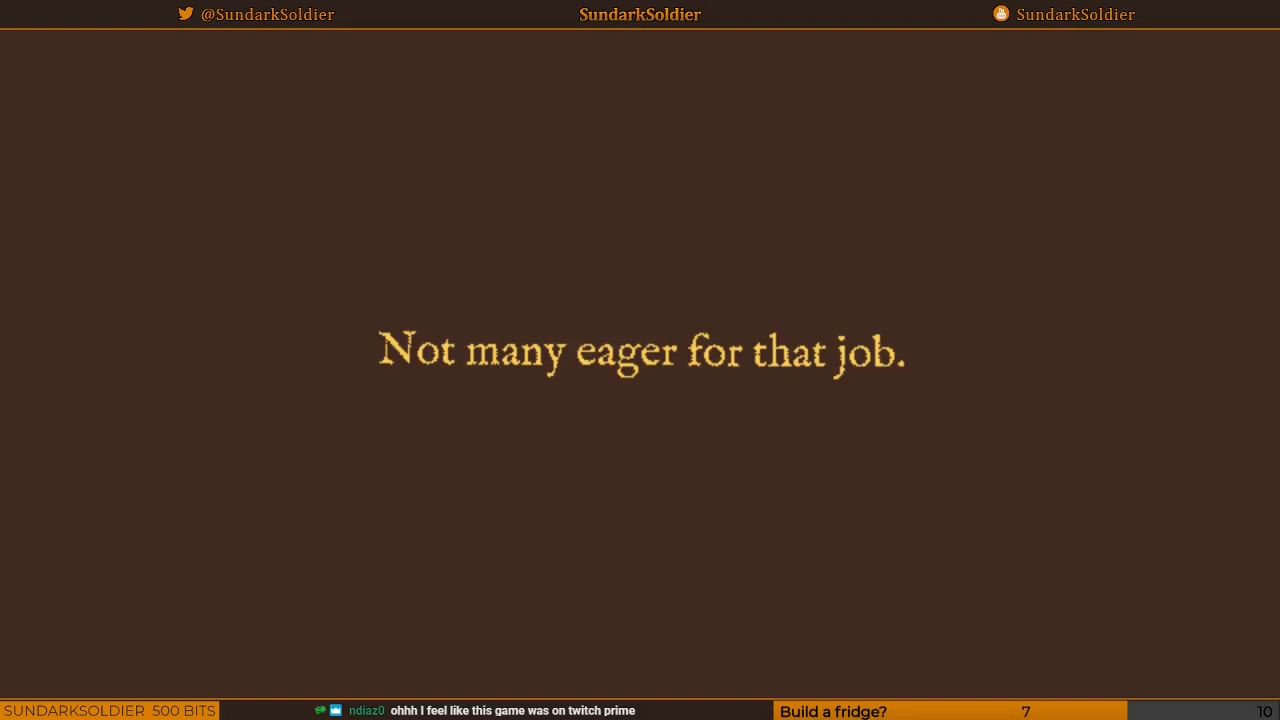 @SundarkSoldier SundarkSoldier SundarkSoldier
Not many eager for that job.
SUNDARKSOLDIER 500 BITS ndiaz0 ohhh I feel like this game was on twitch prime Build a fridge? 7 10